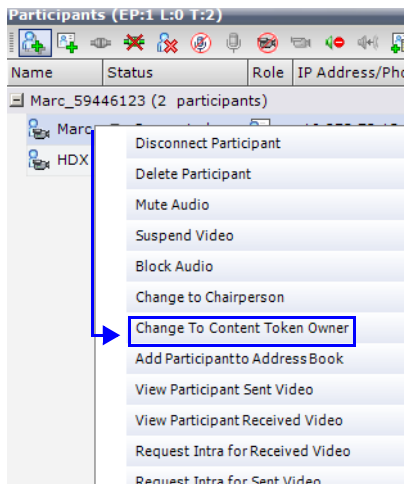 Participants (EP:1 L:0 T:2)
Name Status Role IP Address/Pho
Marc_59446123 (2 participants)
Marc
HDX
Disconnect Participant
Delete Participant
Mute Audio
Suspend Video
Block Audio
Change to Chairperson
Change To Content Token Owner
Add Participantto AddressBook
View Participant Sent Video
View Participant Received Video
Request Intra for Received Video
Request Intra for Sent Video